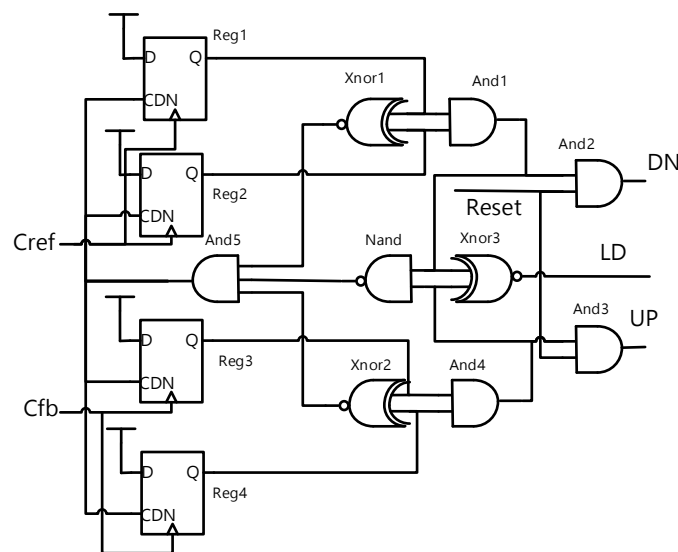 Reg1
D Q
CDN
Xnor1
And1
And2
DN
D Q
CDN
Reg2
Reset
Cref
And5
Nand
Xnor3
LD
D Q
CDN
Reg3
And3
UP
Xnor2
And4
Cfb
D Q
CDN
Reg4